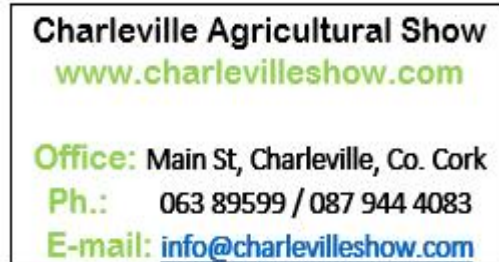 Charleville Agricultural Show
www.charlevilleshow.com
Office: Main St, Charleville, Co. Cork
Ph.: 063 89599 / 087 944 4083
E-mail: info@charlevilleshow.com